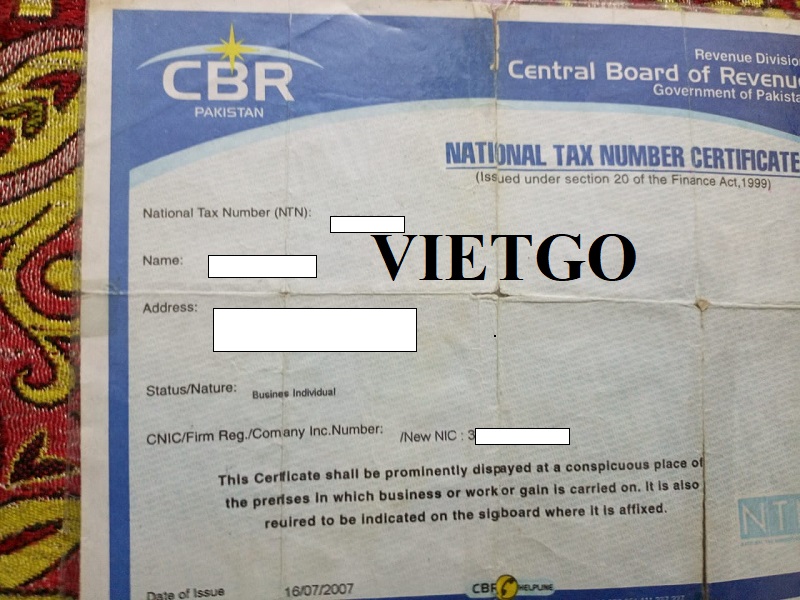 CBR
PAKISTAN
Revenue Division
Central Board of Revenu
Government of Pakista
NATIONAL TAX NUMBER CERTIFICATE
(Issued under section 20 of the Finance Act,1999)
National Tax Number (NTN):
VIETGO
Name:
Address:
Status/Nature: Busines Individual
CNIC/Firm Reg./Comany Inc.Number: /New NIC : 3
This Certficate shall be prominently dispayed at a conspicuous place of
the premises in which business or work or gain is carried on. It is also
reuired to be indicated on the sigboard where it is affixed.
NT
Date of Issue 16/07/2007
CBR HELPLINE